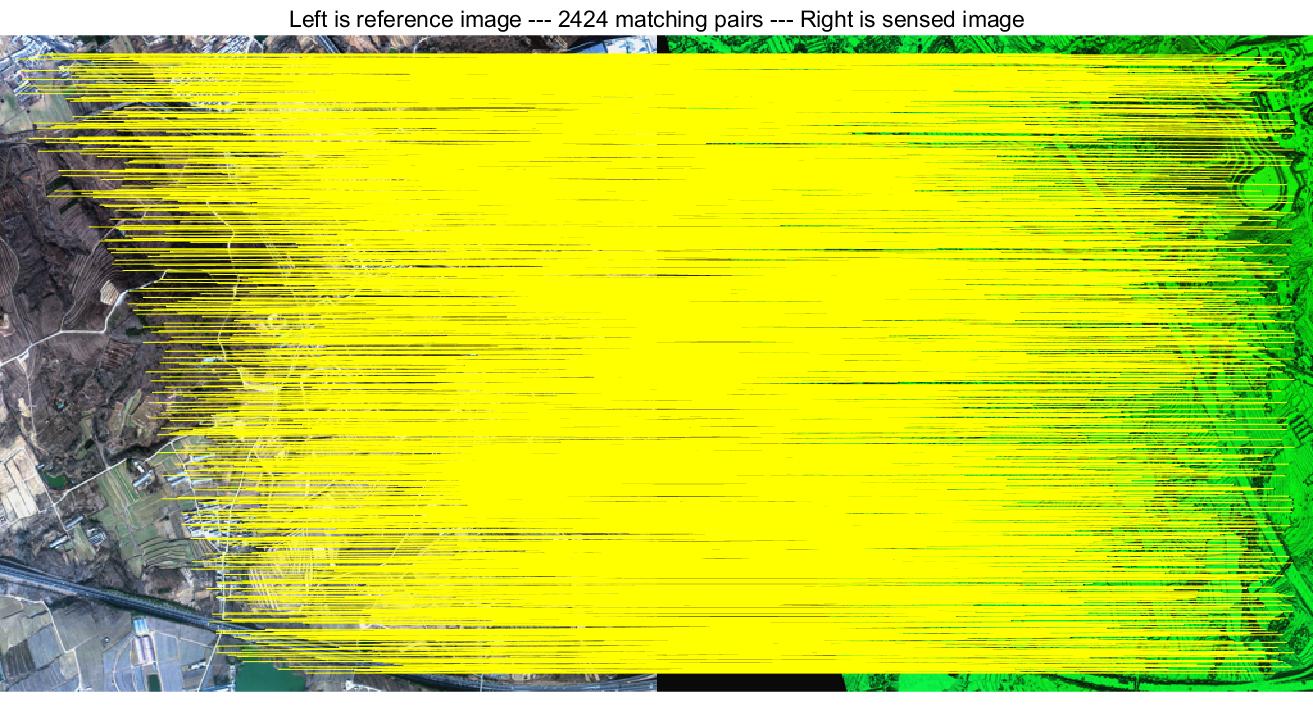 Left is reference image --- 2424 matching pairs --- Right is sensed image